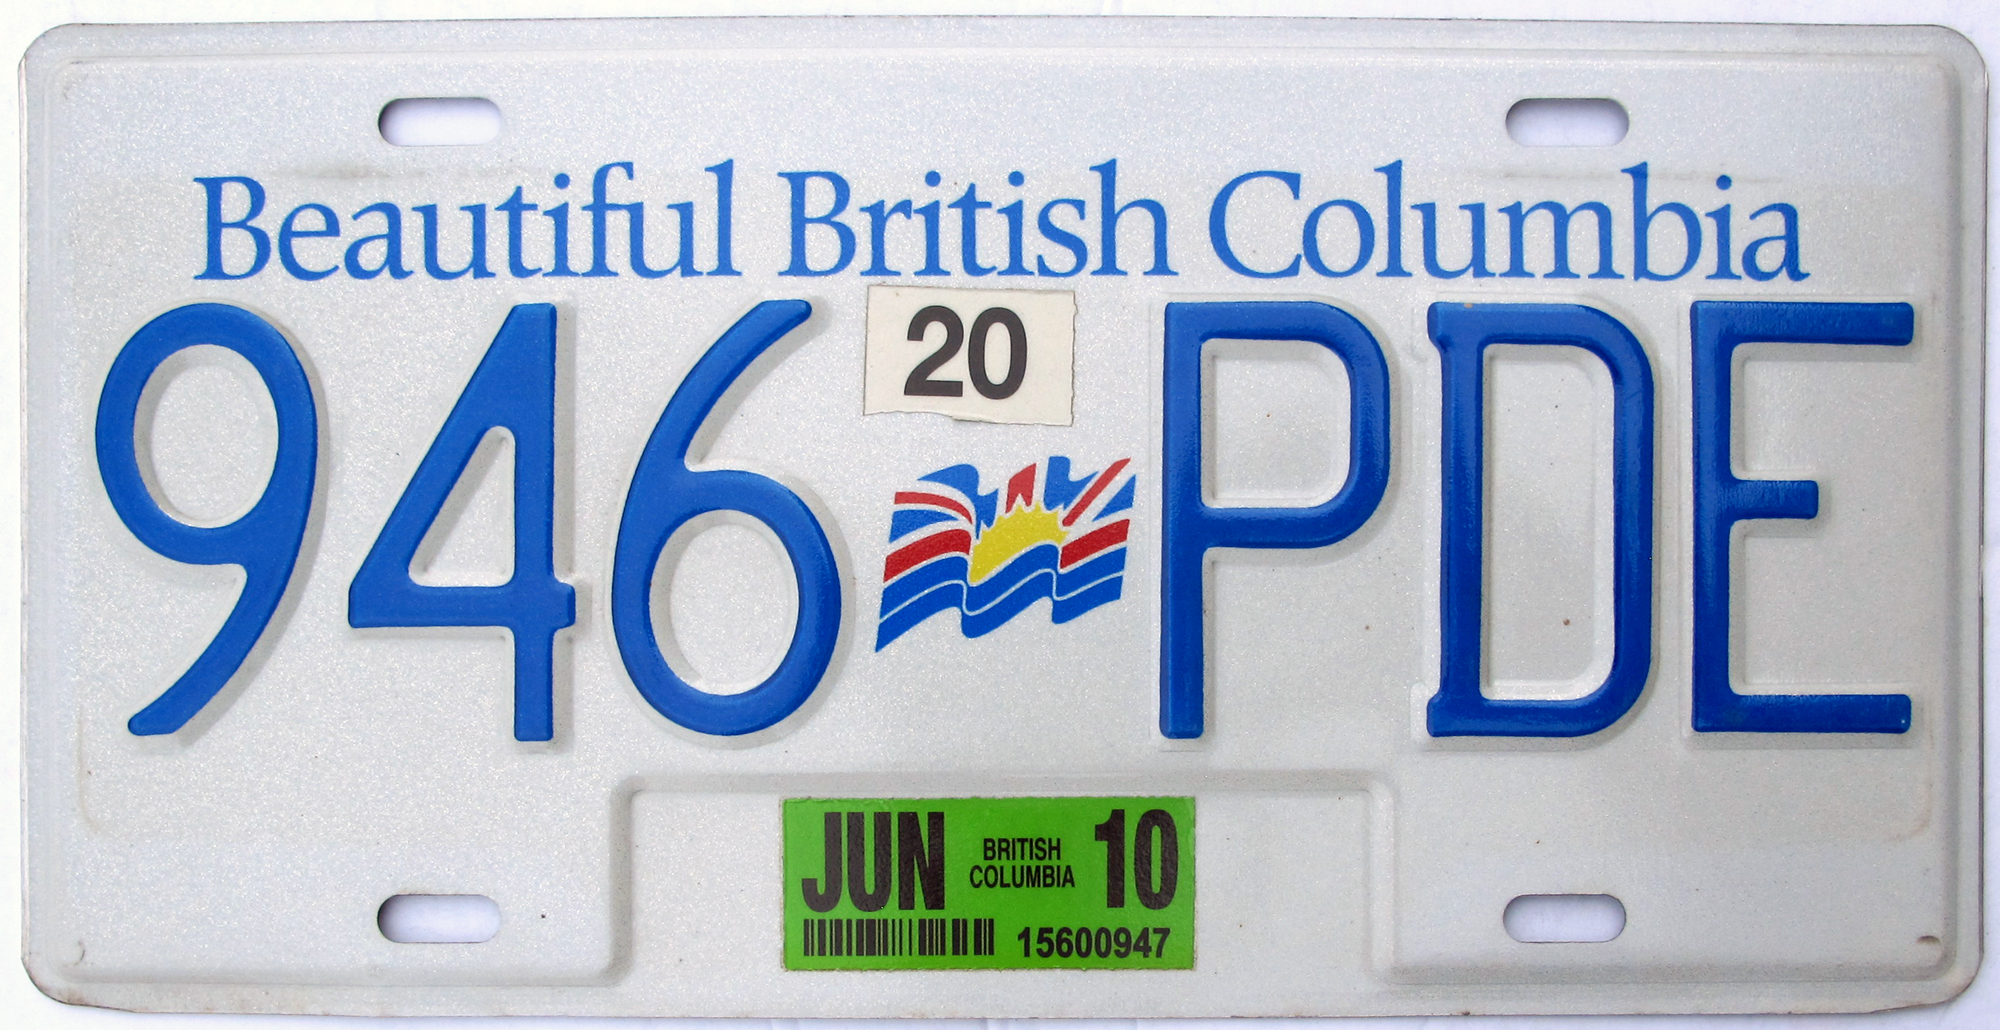 Beautiful British Columbia
946 20 PDE
JUN BRITISH COLUMBIA 10
15600947